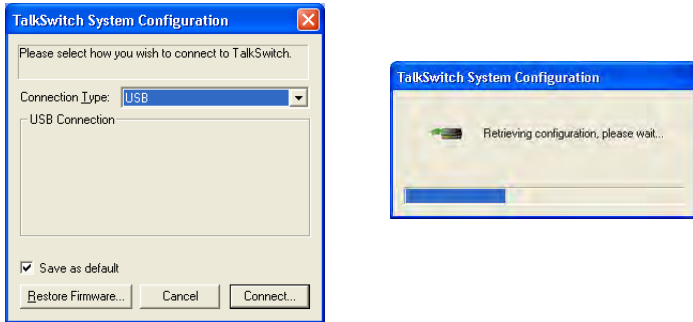 TalkSwitch System Configuration
Please select how you wish to connect to TalkSwitch.
Connection Type: USB
USB Connection
Save as default
Restore Firmware... Cancel Connect...
TalkSwitch System Configuration
Retrieving configuration, please wait...